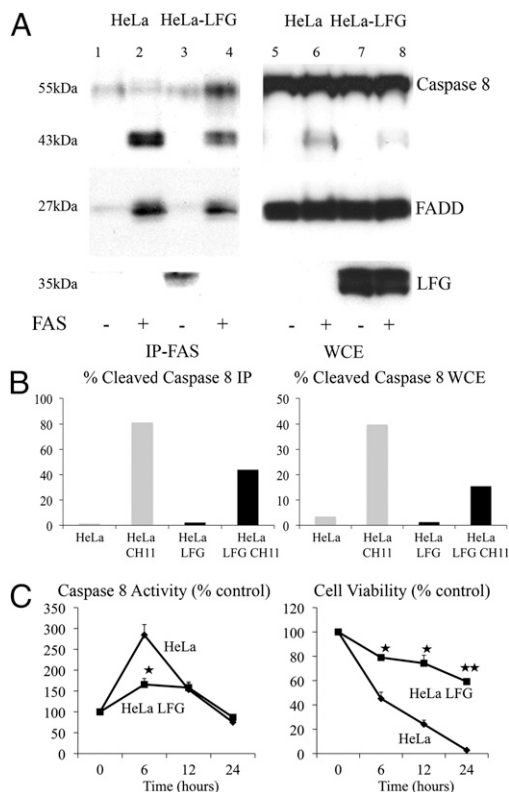 A
HeLa HeLa-LFG HeLa HeLa-LFG
1 2 3 4 5 6 7 8
55kDa Caspase 8
43kDa
27kDa FADD
35kDa LFG
FAS - + - + - + - +
IP-FAS WCE
B
% Cleaved Caspase 8 IP % Cleaved Caspase 8 WCE
100 50
80 40
60 30
40 20
20 10
0 0
HeLa HeLa HeLa HeLa HeLa HeLa HeLa HeLa
CH11 LFG LFG CH11 CH11 LFG LFG CH11
C
Caspase 8 Activity (% control) Cell Viability (% control)
350 120
300 100
250 80
200 60
150 40
100 20
50 0
0
HeLa
★
HeLa LFG
★ ★ ★★
HeLa LFG
HeLa
0 6 12 24 0 6 12 24
Time (hours) Time (hours)